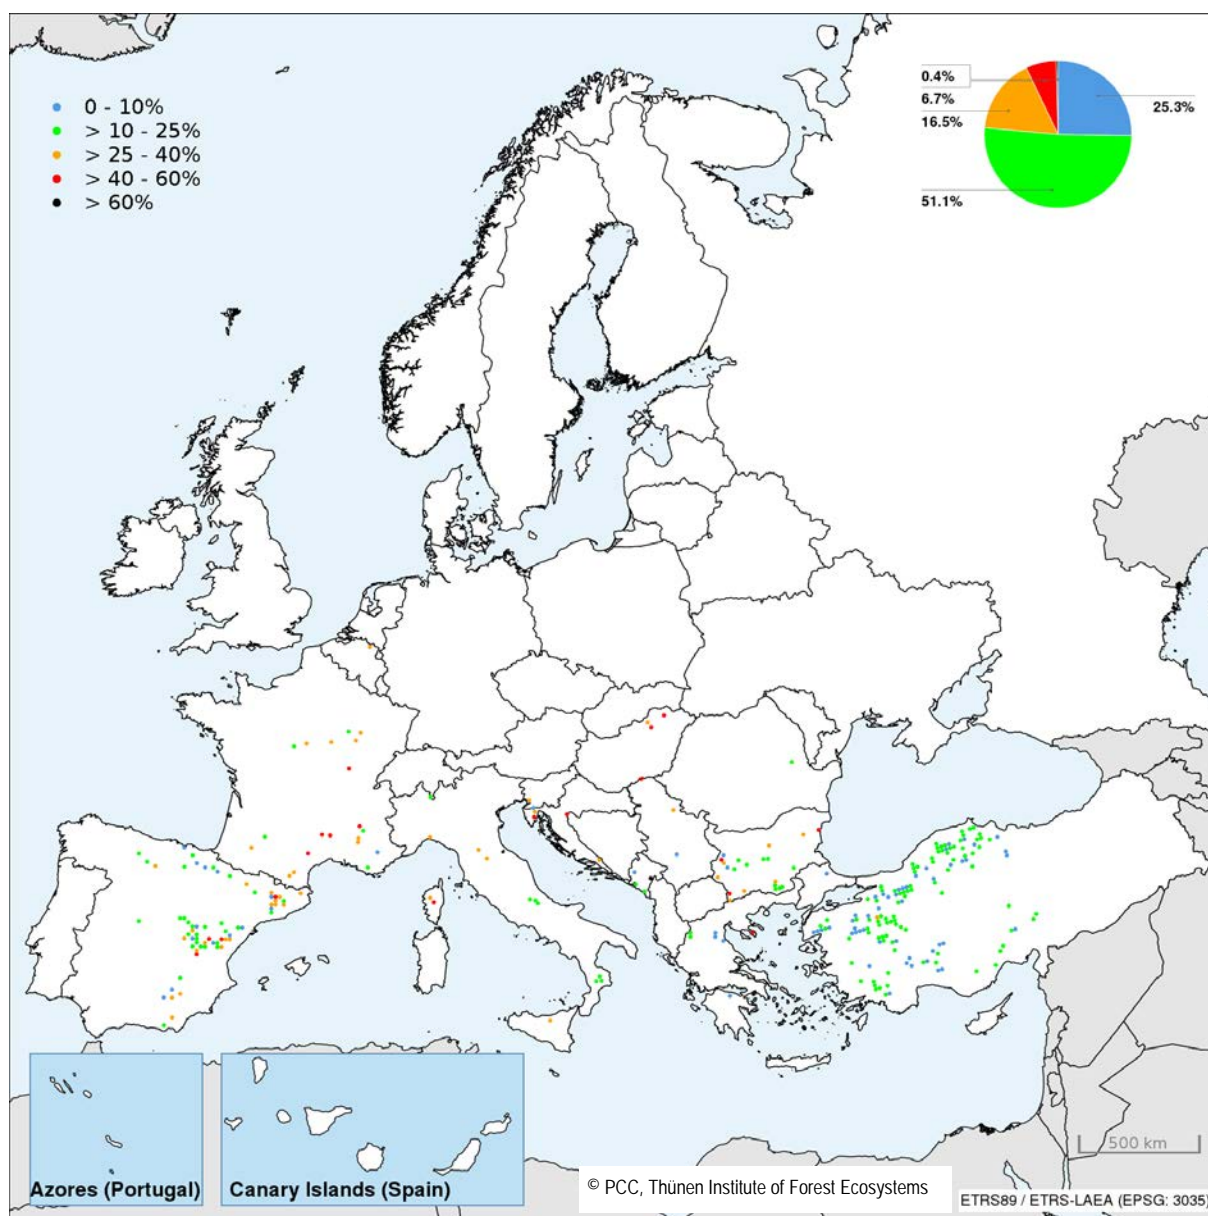 0 - 10%
> 10 - 25%
> 25 - 40%
> 40 - 60%
> 60%
0.4%
6.7%
16.5%
25.3%
51.1%
500 km
Azores (Portugal)
Canary Islands (Spain)
© PCC, Thünen Institute of Forest Ecosystems
ETRS89 / ETRS-LAEA (EPSG: 3035)